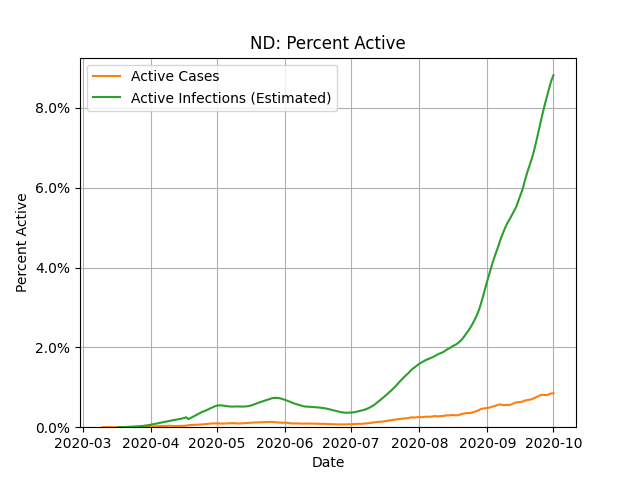 ND: Percent Active
Active Cases
Active Infections (Estimated)
Percent Active
8.0%
6.0%
4.0%
2.0%
0.0%
2020-03 2020-04 2020-05 2020-06 2020-07 2020-08 2020-09 2020-10
Date